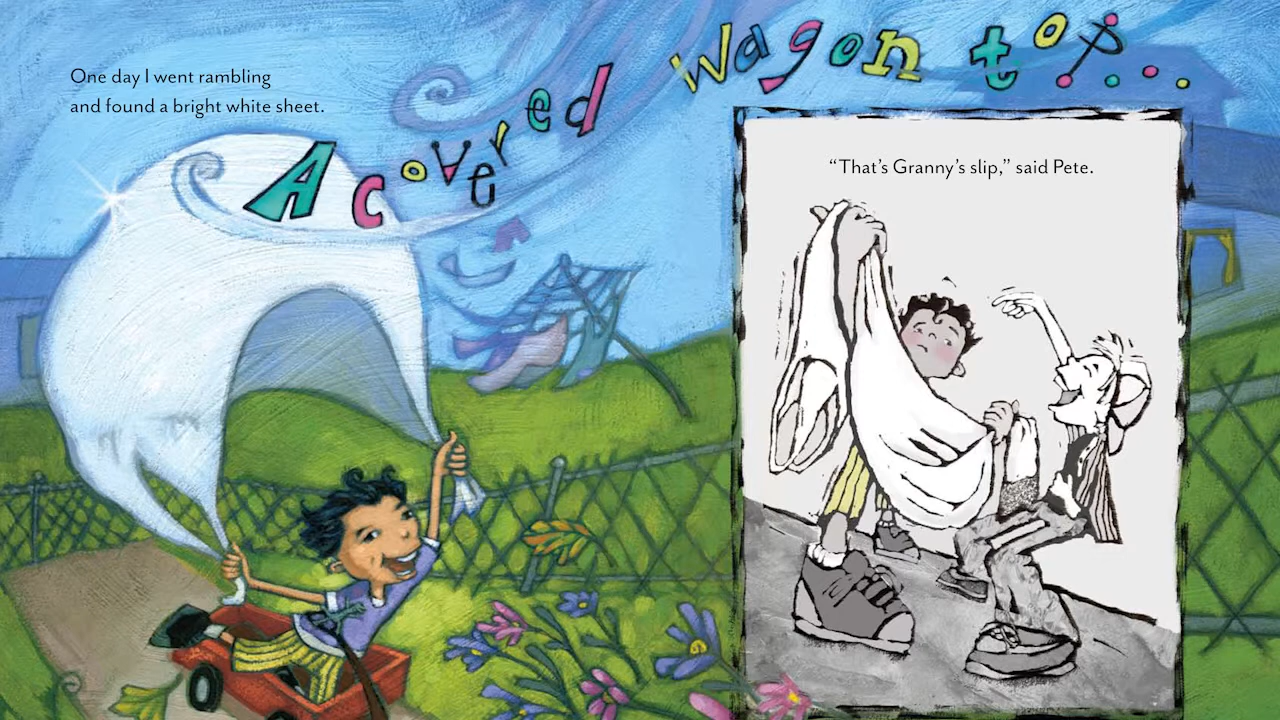 One day I went rambling
and found a bright white sheet.
A covered wagon top...
“That’s Granny’s slip,” said Pete.